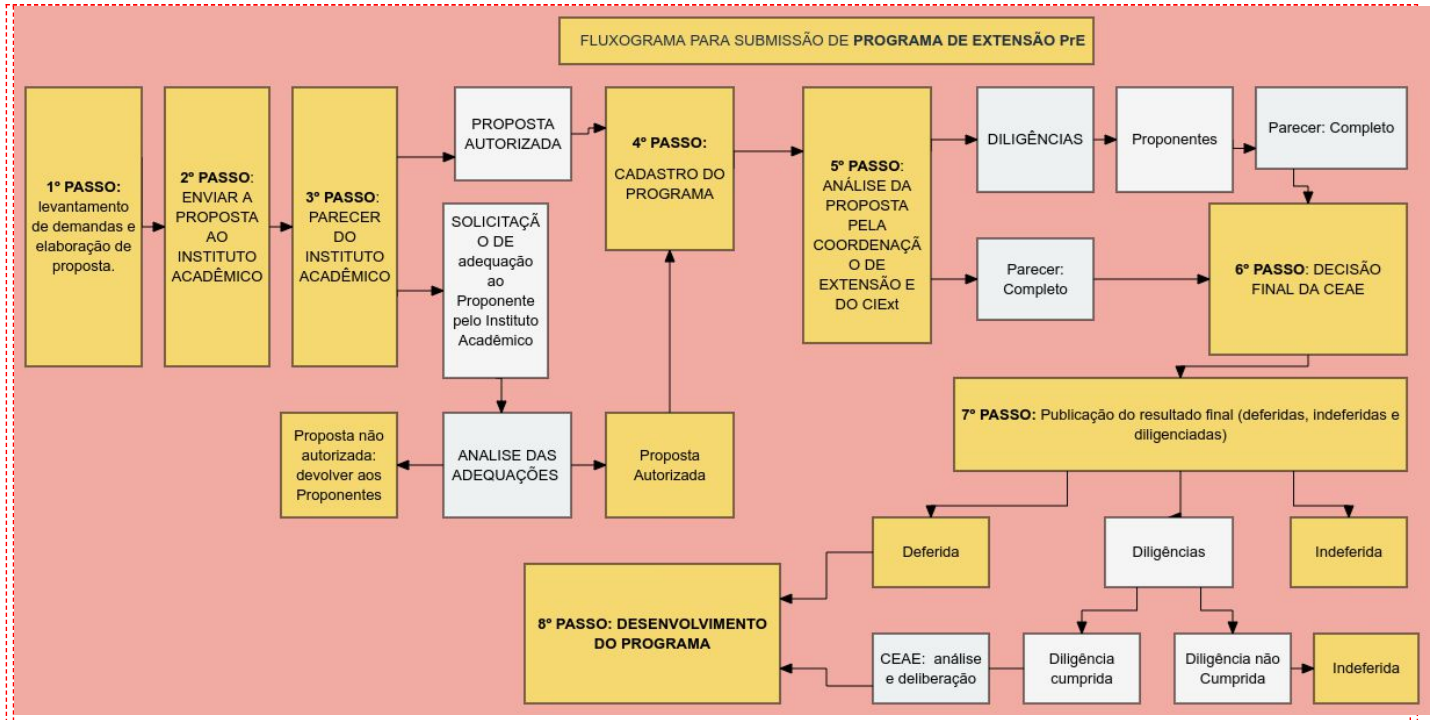 FLUXOGRAMA PARA SUBMISSÃO DE PROGRAMA DE EXTENSÃO PrE
1º PASSO:
levantamento
de demandas e
elaboração de
proposta.
2º PASSO:
ENVIAR A
PROPOSTA
AO
INSTITUTO
ACADÊMICO
3º PASSO:
PARECER
DO
INSTITUTO
ACADÊMICO
PROPOSTA
AUTORIZADA
SOLICITAÇÃ
O DE
adequação
ao
Proponente
pelo Instituto
Acadêmico
Proposta não
autorizada:
devolver aos
Proponentes
ANALISE DAS
ADEQUAÇÕES
Proposta
Autorizada
4º PASSO:
CADASTRO DO
PROGRAMA
5º PASSO:
ANÁLISE DA
PROPOSTA
PELA
COORDENAÇÃ
O DE
EXTENSÃO E
DO CIExt
DILIGÊNCIAS
Proponentes
Parecer: Completo
Parecer:
Completo
6º PASSO: DECISÃO
FINAL DA CEAE
7º PASSO: Publicação do resultado final (deferidas, indeferidas e
diligenciadas)
Deferida
Diligências
Indeferida
8º PASSO: DESENVOLVIMENTO
DO PROGRAMA
CEAE: análise
e deliberação
Diligência
cumprida
Diligência não
Cumprida
Indeferida